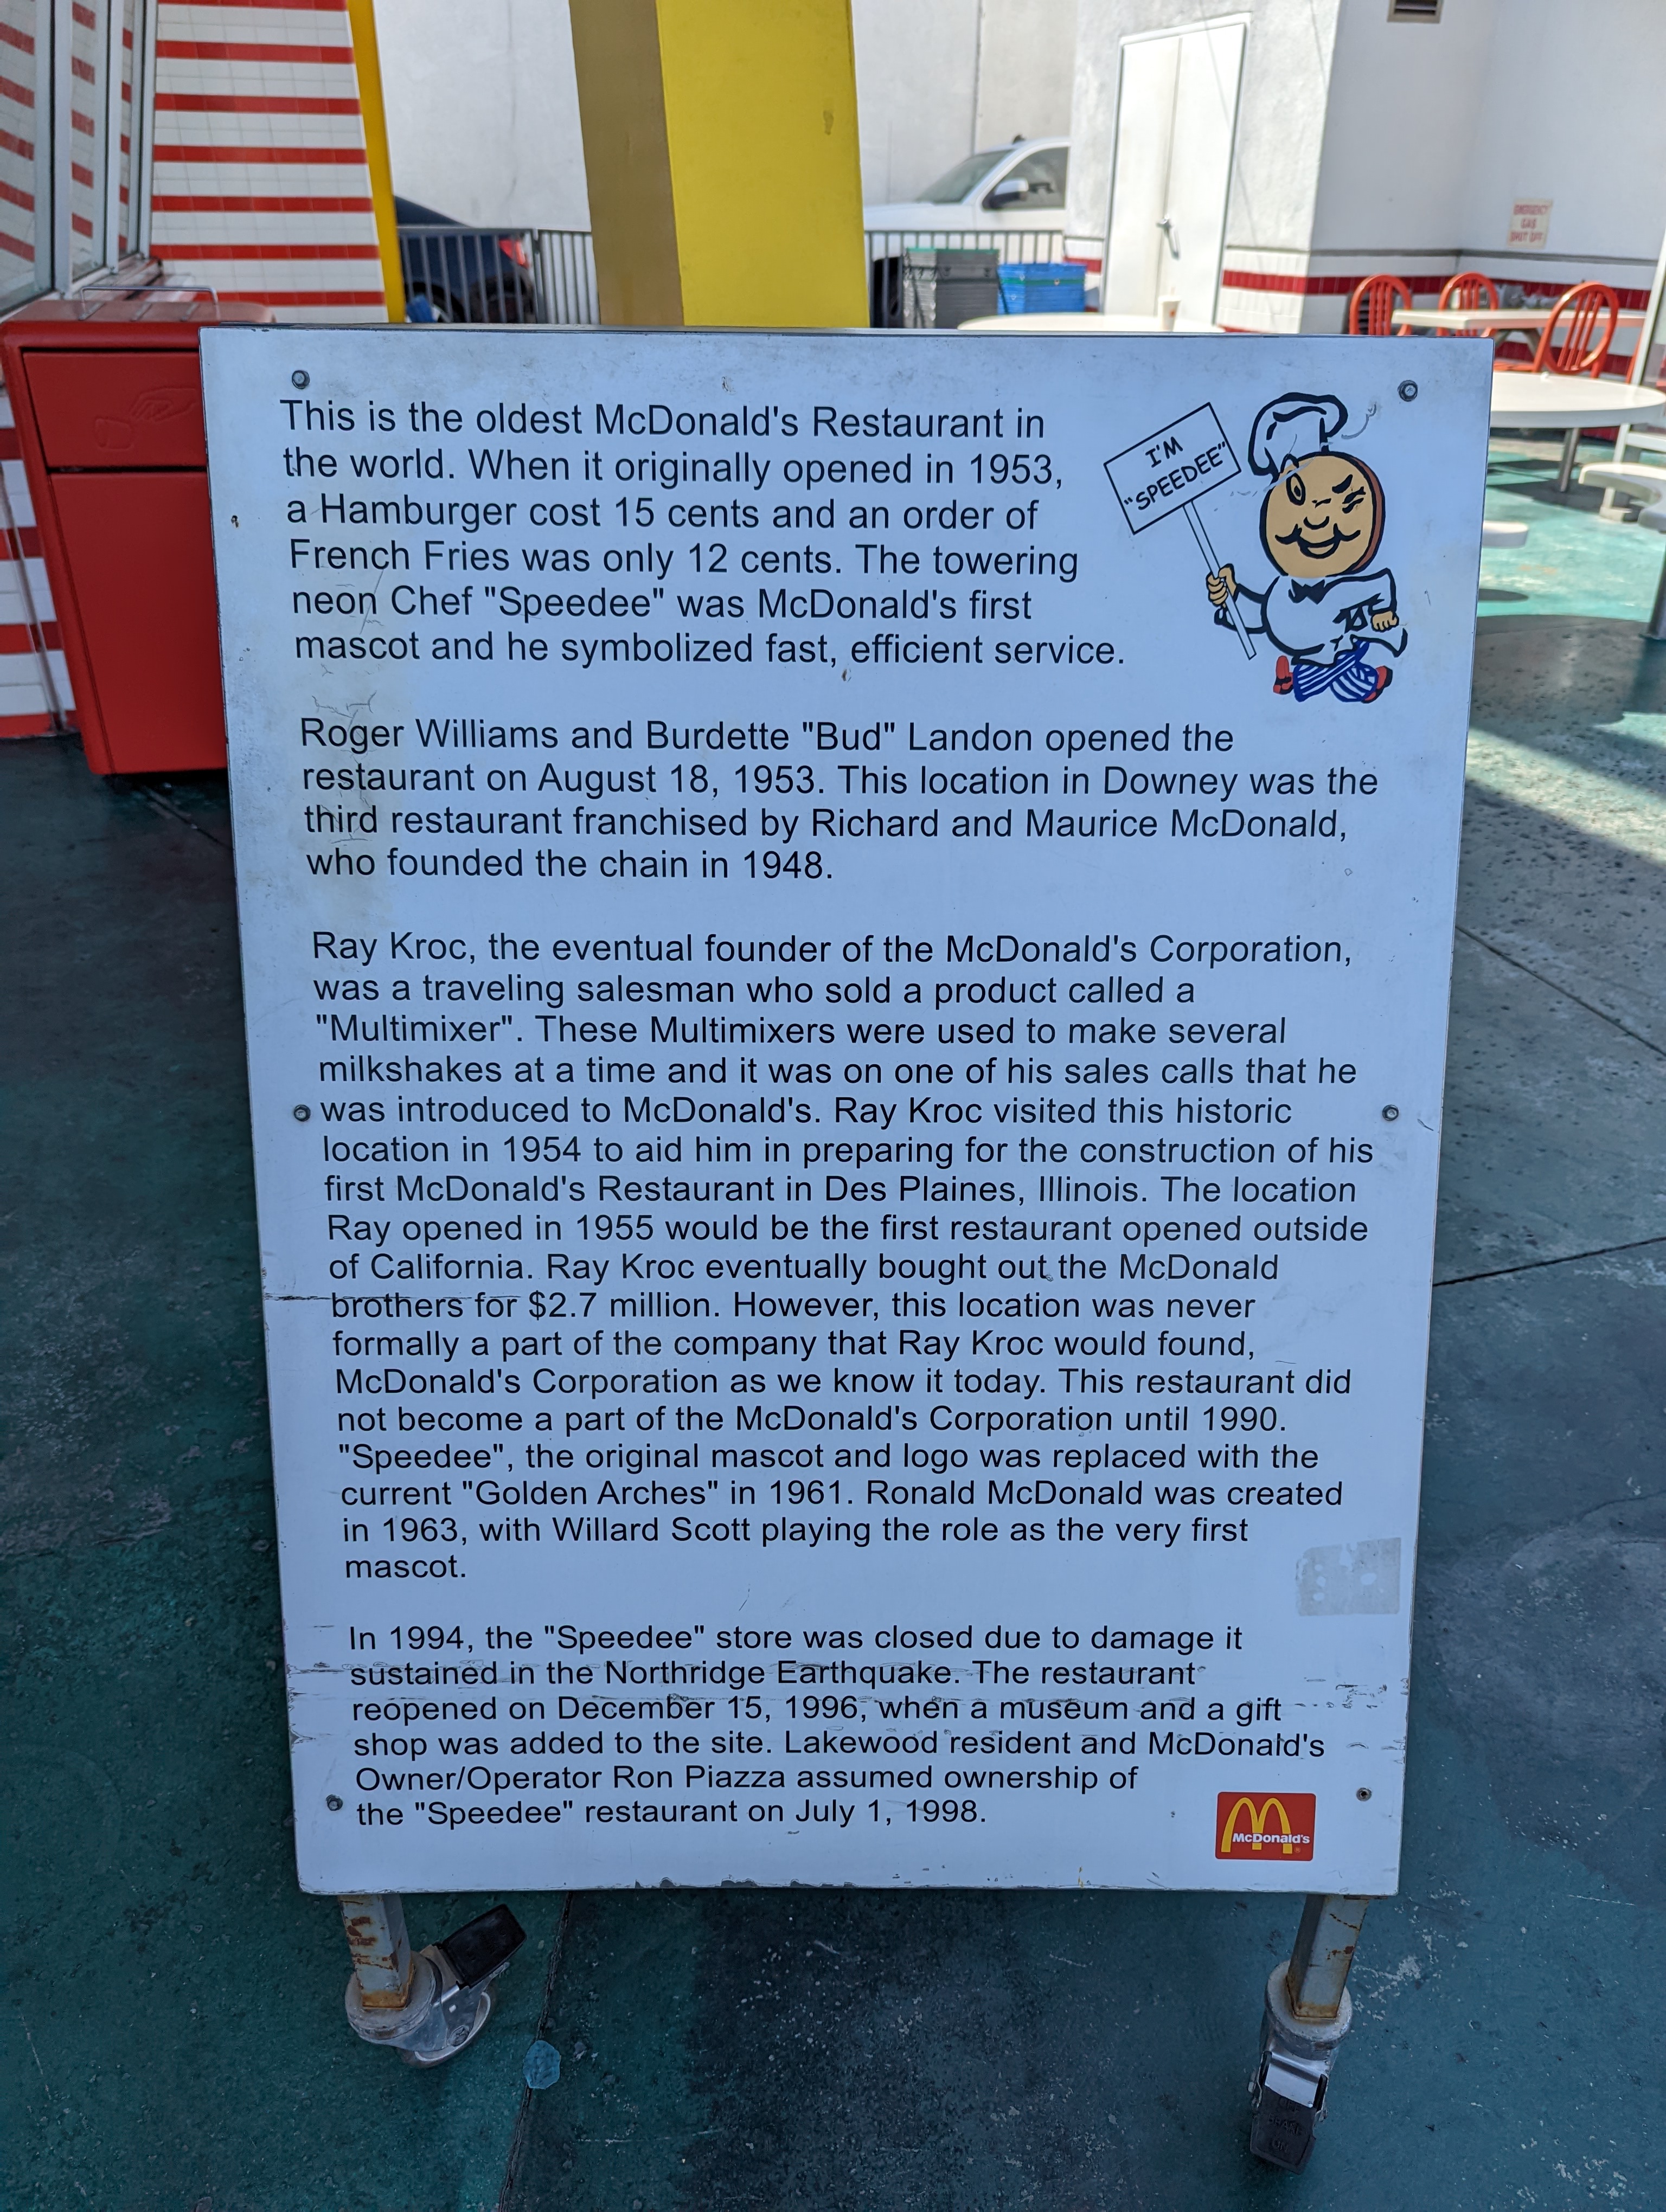 This is the oldest McDonald's Restaurant in
the world. When it originally opened in 1953,
a Hamburger cost 15 cents and an order of
French Fries was only 12 cents. The towering
neon Chef "Speedee" was McDonald's first
mascot and he symbolized fast, efficient service.
I'M
"SPEEDEE"
Roger Williams and Burdette "Bud" Landon opened the
restaurant on August 18, 1953. This location in Downey was the
third restaurant franchised by Richard and Maurice McDonald,
who founded the chain in 1948.
Ray Kroc, the eventual founder of the McDonald's Corporation,
was a traveling salesman who sold a product called a
"Multimixer". These Multimixers were used to make several
milkshakes at a time and it was on one of his sales calls that he
was introduced to McDonald's. Ray Kroc visited this historic
location in 1954 to aid him in preparing for the construction of his
first McDonald's Restaurant in Des Plaines, Illinois. The location
Ray opened in 1955 would be the first restaurant opened outside
of California. Ray Kroc eventually bought out the McDonald
brothers for $2.7 million. However, this location was never
formally a part of the company that Ray Kroc would found,
McDonald's Corporation as we know it today. This restaurant did
not become a part of the McDonald's Corporation until 1990.
"Speedee", the original mascot and logo was replaced with the
current "Golden Arches" in 1961. Ronald McDonald was created
in 1963, with Willard Scott playing the role as the very first
mascot.
In 1994, the "Speedee" store was closed due to damage it
sustained in the Northridge Earthquake. The restaurant
reopened on December 15, 1996, when a museum and a gift
shop was added to the site. Lakewood resident and McDonald's
Owner/Operator Ron Piazza assumed ownership of
the "Speedee" restaurant on July 1, 1998.
McDonald's
EMERGENCY
GAS
SHUT OFF